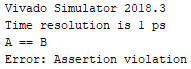 Vivado Simulator 2018.3
Time resolution is 1 ps
A == B
Error: Assertion violation